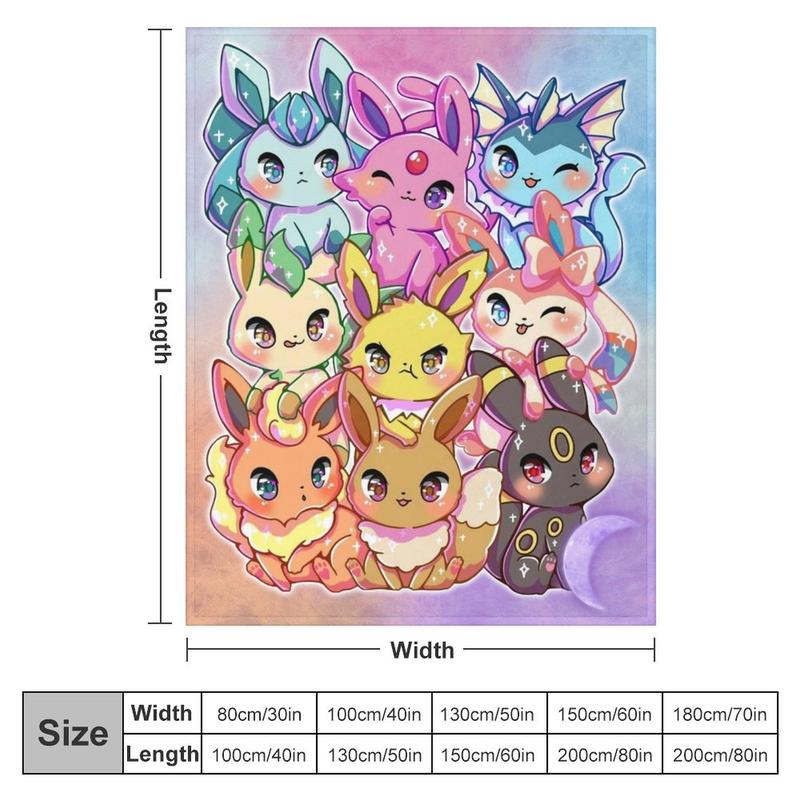 Length
Width
Size
Width 80cm/30in 100cm/40in 130cm/50in 150cm/60in 180cm/70in
Length 100cm/40in 130cm/50in 150cm/60in 200cm/80in 200cm/80in